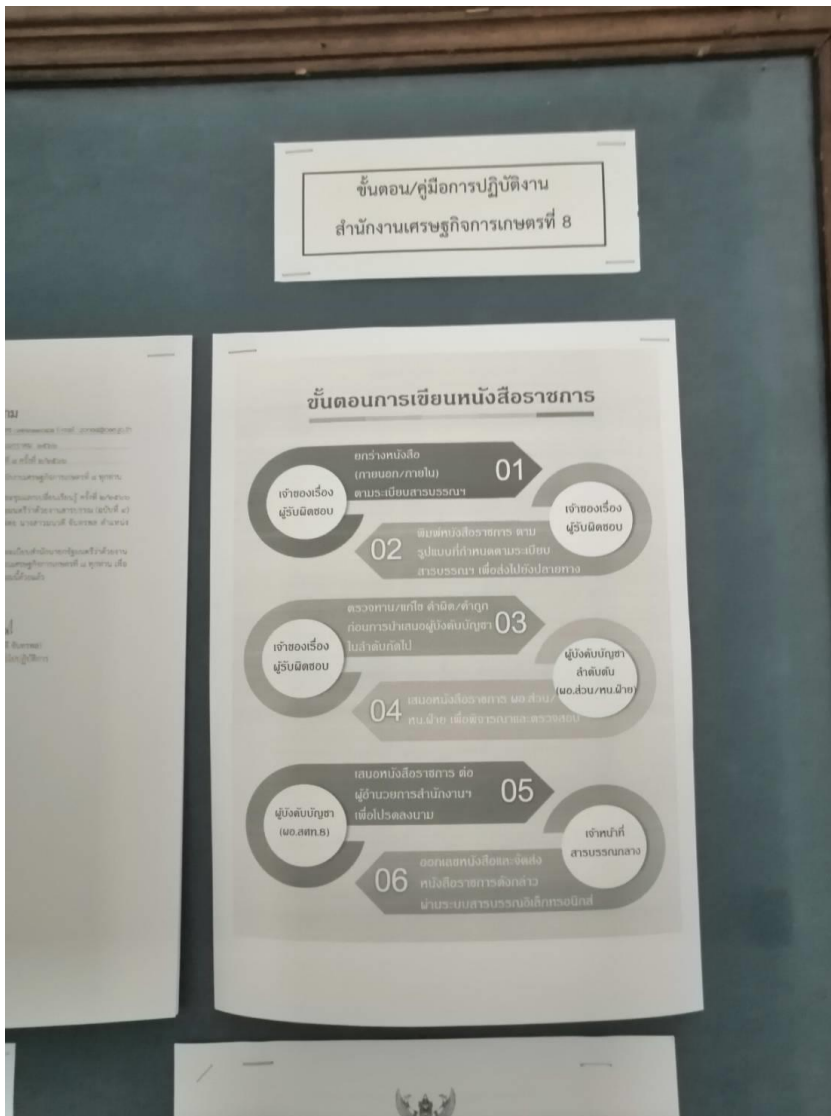 ขั้นตอน/คู่มือการปฏิบัติงาน
สำนักงานเศรษฐกิจการเกษตรที่ 8
ขั้นตอนการเขียนหนังสือราชการ
เจ้าของเรื่อง
ผู้รับผิดชอบ
ยกร่างหนังสือ
(ภายนอก/ภายใน)
ตามระเบียบสารบรรณฯ
01
เจ้าของเรื่อง
ผู้รับผิดชอบ
02
พิมพ์หนังสือราชการ ตาม
รูปแบบที่กำหนดตามระเบียบ
สารบรรณฯ เพื่อส่งไปยังปลายทาง
เจ้าของเรื่อง
ผู้รับผิดชอบ
ตรวจทาน/แก้ไข คำผิด/คำถูก
ก่อนการนำเสนอผู้บังคับบัญชา
ในลำดับถัดไป
03
ผู้บังคับบัญชา
ลำดับต้น
(ผอ.ส่วน/หน.ฝ่าย)
04
เสนอหนังสือราชการ ผอ.ส่วน/
หน.ฝ่าย เพื่อพิจารณาและตรวจสอบ
ผู้บังคับบัญชา
(ผอ.สศท.8)
เสนอหนังสือราชการ ต่อ
ผู้อำนวยการสำนักงานฯ
เพื่อโปรดลงนาม
05
เจ้าหน้าที่
สารบรรณกลาง
06
ออกเลขหนังสือและจัดส่ง
หนังสือราชการดังกล่าว
ผ่านระบบสารบรรณอิเล็กทรอนิกส์